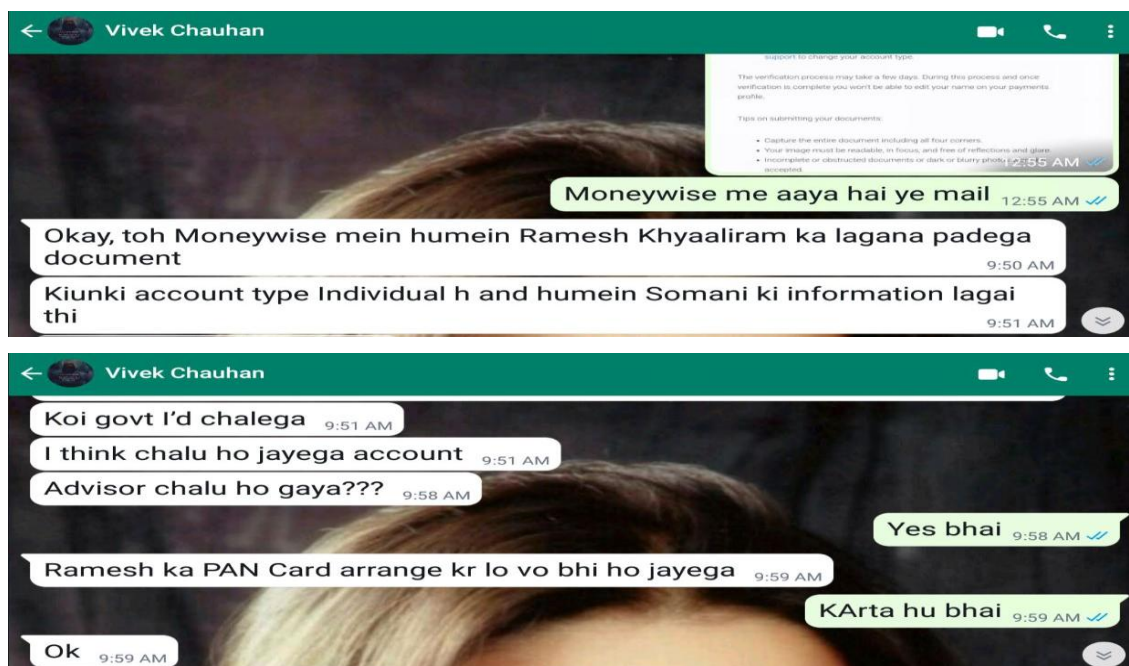 Vivek Chauhan
support to change your account type.
The verification process may take a few days. During this process and once
verification is complete you won't be able to edit your name on your payments
profile.
Tips on submitting your documents:
• Capture the entire document including all four corners.
• Your image must be readable, in focus, and free of reflections and glare.
• Incomplete or obstructed documents or dark or blurry
accepted.
12:55 AM
Moneywise me aaya hai ye mail 12:55 AM
Okay, toh Moneywise mein humein Ramesh Khyaaliram ka lagana padega
document
9:50 AM
Kiunki account type Individual h and humein Somani ki information lagai
thi
9:51 AM
Vivek Chauhan
Koi govt I'd chalega 9:51 AM
I think chalu ho jayega account 9:51 AM
Advisor chalu ho gaya??? 9:58 AM
Yes bhai 9:58 AM
Ramesh ka PAN Card arrange kr lo vo bhi ho jayega 9:59 AM
KArta hu bhai 9:59 AM
Ok 9:59 AM